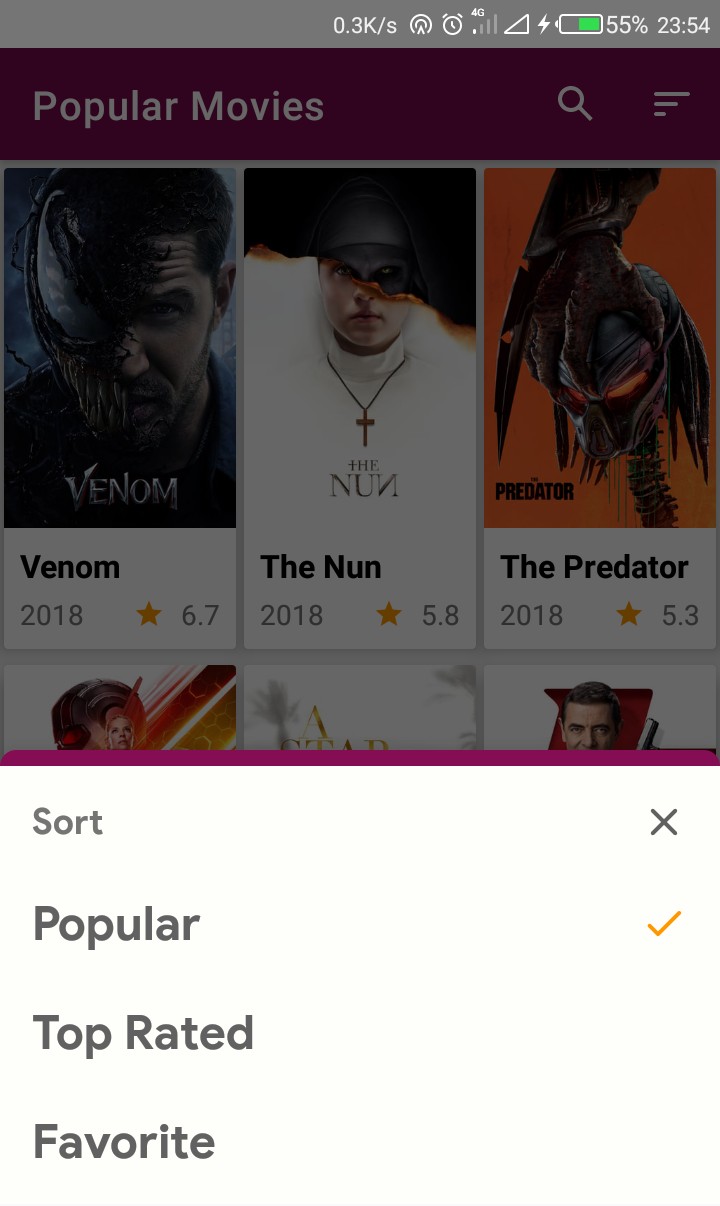 0.3K/s 4G 55% 23:54
Popular Movies
VENOM
THE
NUN
THE
PREDATOR
Venom The Nun The Predator
2018 6.7 2018 5.8 2018 5.3
A
STAR
Sort
Popular
Top Rated
Favorite